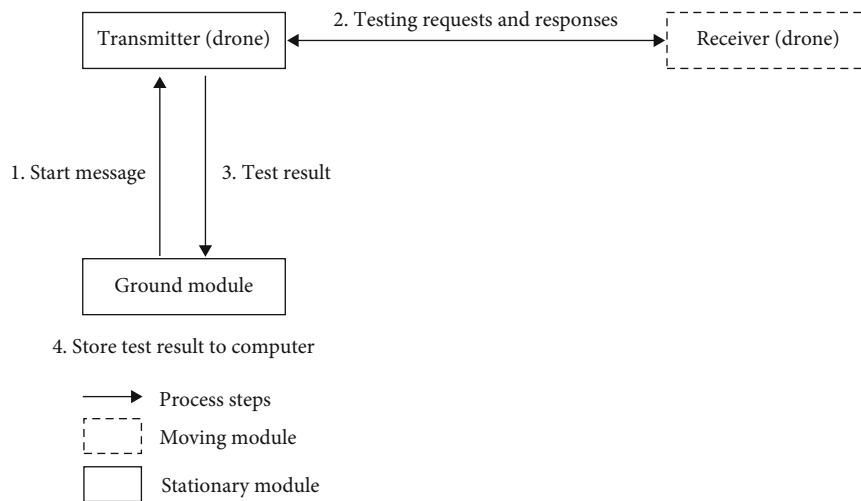 Transmitter (drone)
2. Testing requests and responses
Receiver (drone)
1. Start message
3. Test result
Ground module
4. Store test result to computer
Process steps
Moving module
Stationary module